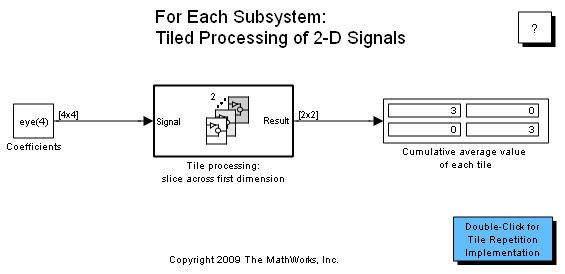 For Each Subsystem:
Tiled Processing of 2-D Signals
?
eye(4)
Coefficients
[4x4]
Signal
2
Result
Tile processing:
slice across first dimension
[2x2]
3 0
0 3
Cumulative average value
of each tile
Double-Click for
Tile Repetition
Implementation
Copyright 2009 The MathWorks, Inc.